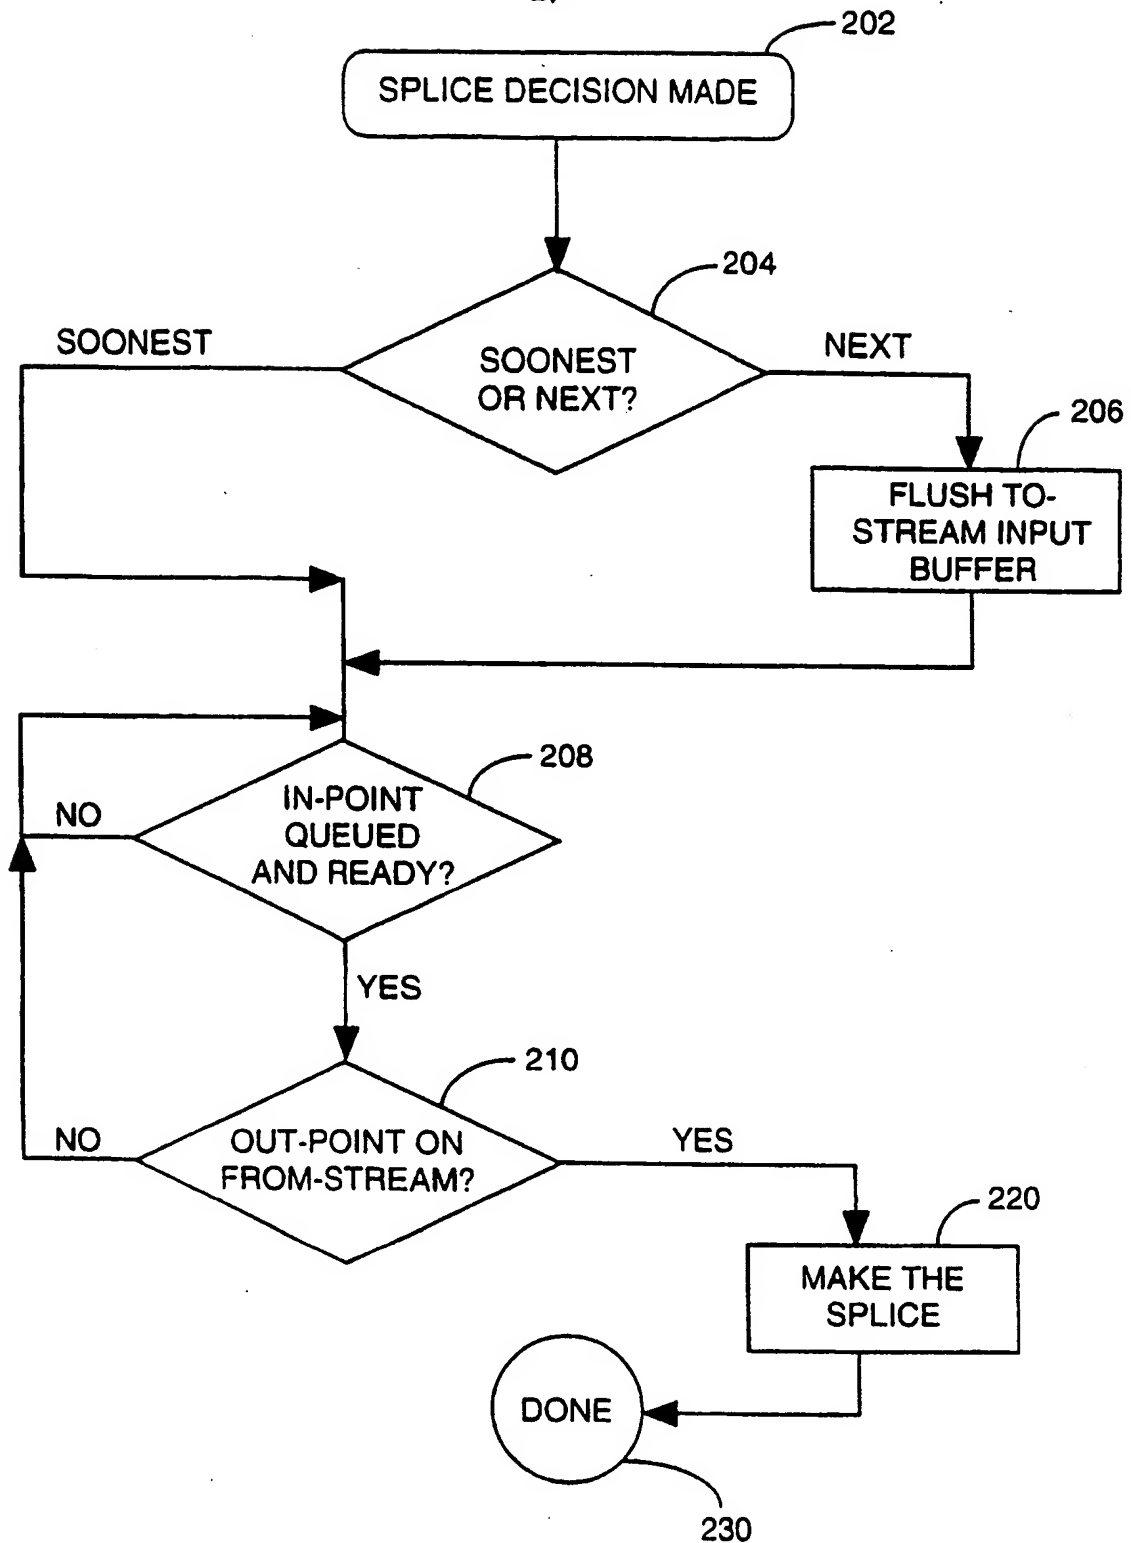 202
SPLICE DECISION MADE
204
SOONEST
SOONEST
OR NEXT?
NEXT
206
FLUSH TO-
STREAM INPUT
BUFFER
208
IN-POINT
QUEUED
AND READY?
NO
YES
210
OUT-POINT ON
FROM-STREAM?
NO
YES
220
MAKE THE
SPLICE
DONE
230